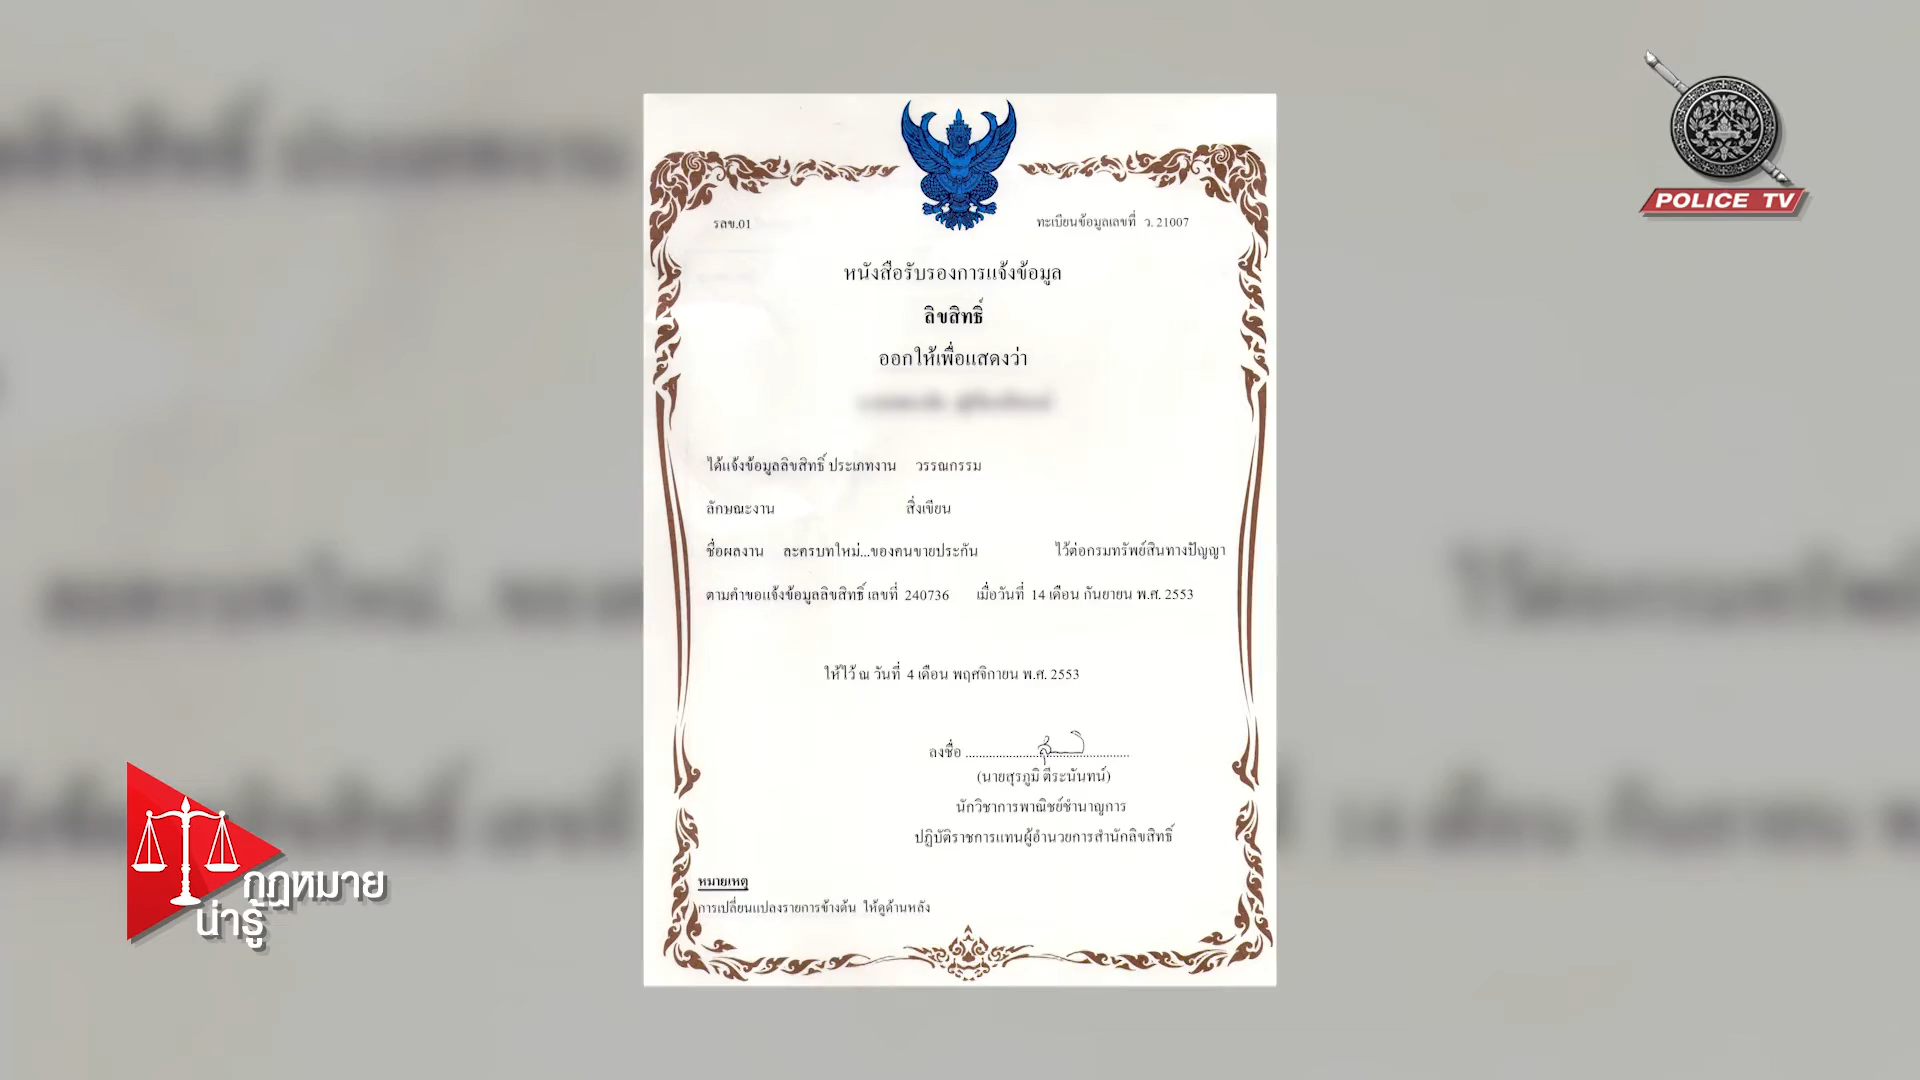 POLICE TV
รลข.01
ทะเบียนข้อมูลเลขที่ ว. 21007
หนังสือรับรองการแจ้งข้อมูล
ลิขสิทธิ์
ออกให้เพื่อแสดงว่า
ได้แจ้งข้อมูลลิขสิทธิ์ ประเภทงาน วรรณกรรม
ลักษณะงาน สิ่งเขียน
ชื่อผลงาน ละครบทใหม่...ของคนขายประกัน ไว้ต่อกรมทรัพย์สินทางปัญญา
ตามคำขอแจ้งข้อมูลลิขสิทธิ์ เลขที่ 240736 เมื่อวันที่ 14 เดือน กันยายน พ.ศ. 2553
ให้ไว้ ณ วันที่ 4 เดือน พฤศจิกายน พ.ศ. 2553
ลงชื่อ
(นายสุรภูมิ ตีระนันทน์)
นักวิชาการพาณิชย์ชำนาญการ
ปฏิบัติราชการแทนผู้อำนวยการสำนักลิขสิทธิ์
หมายเหตุ
การเปลี่ยนแปลงรายการข้างต้น ให้ดูด้านหลัง
กฎหมาย
น่ารู้